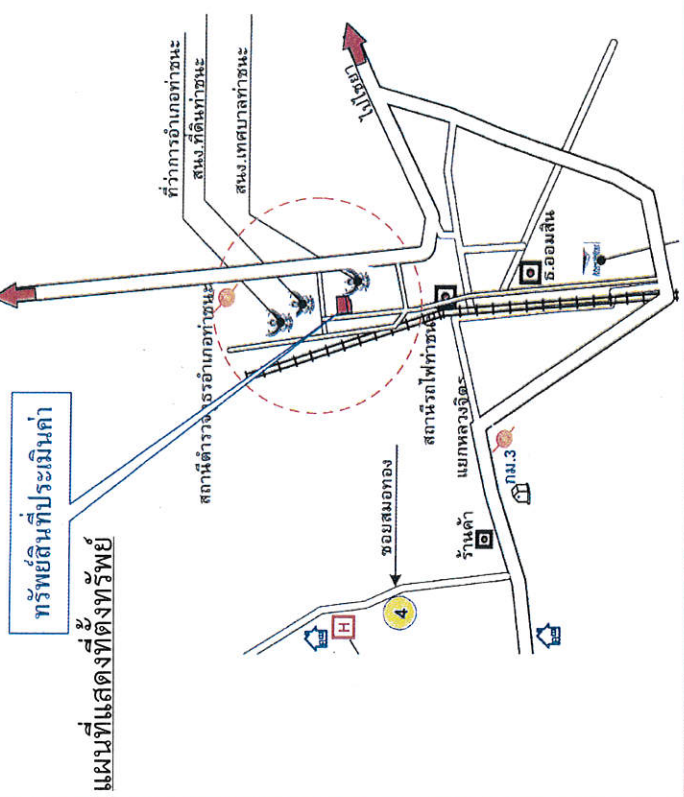 แผนที่แสดงที่ตั้งทรัพย์
ทรัพย์สินที่ประเมินค่า
ที่ว่าการอำเภอท่าชนะ
สนง.ที่ดินท่าชนะ
สนง.เทศบาลท่าชนะ
สถานีตำรวจภูธรอำเภอท่าชนะ
ไปไชยา
ซอยสมอทอง
สถานีรถไฟท่าชนะ
แยกหลวงจิตร
ธ.ออมสิน
ร้านค้า
กม.3
4
H